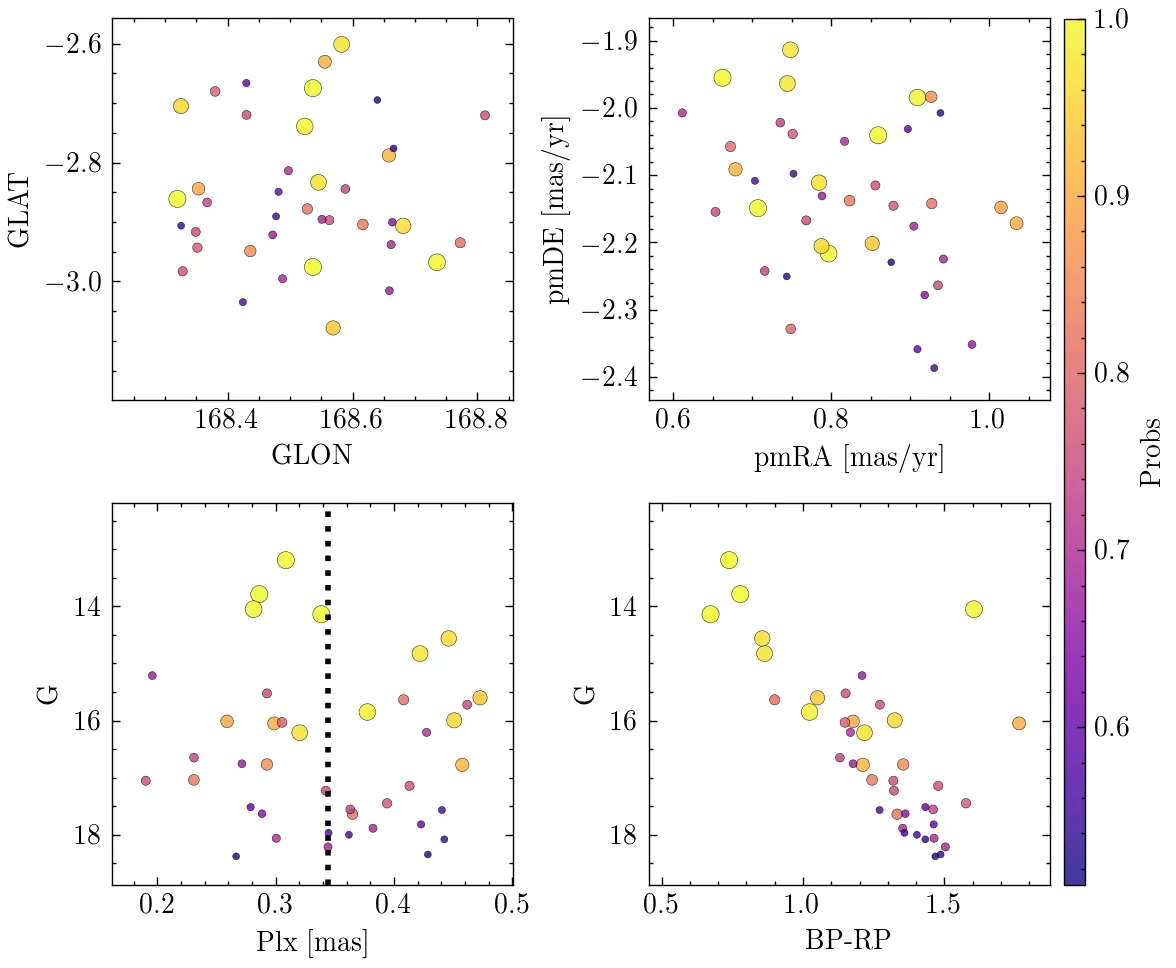 −2.6
−2.8
−3.0
GLAT
168.4 168.6 168.8
GLON
−1.9
−2.0
−2.1
−2.2
−2.3
−2.4
pmDE [mas/yr]
0.6 0.8 1.0
pmRA [mas/yr]
14
16
18
G
0.2 0.3 0.4 0.5
Plx [mas]
14
16
18
G
0.5 1.0 1.5
BP-RP
1.0
0.9
0.8
0.7
0.6
Probs